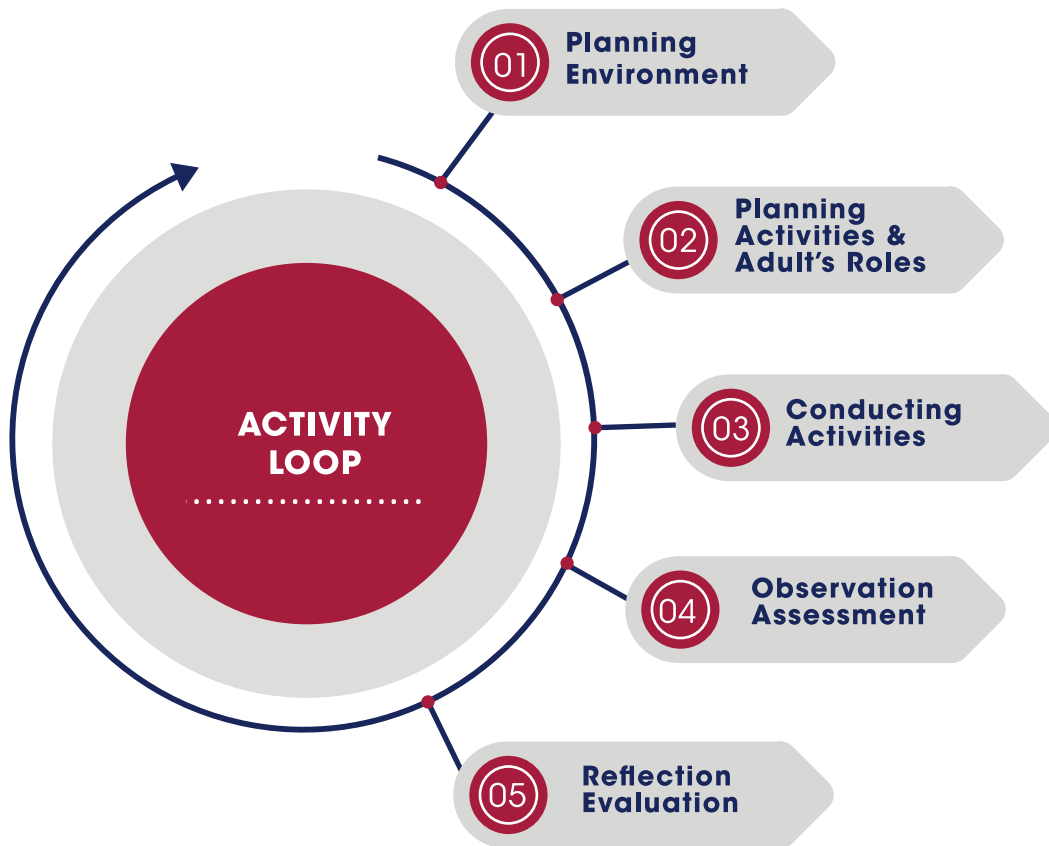 01
Planning
Environment
02
Planning
Activities &
Adult's Roles
ACTIVITY
LOOP
03
Conducting
Activities
04
Observation
Assessment
05
Reflection
Evaluation